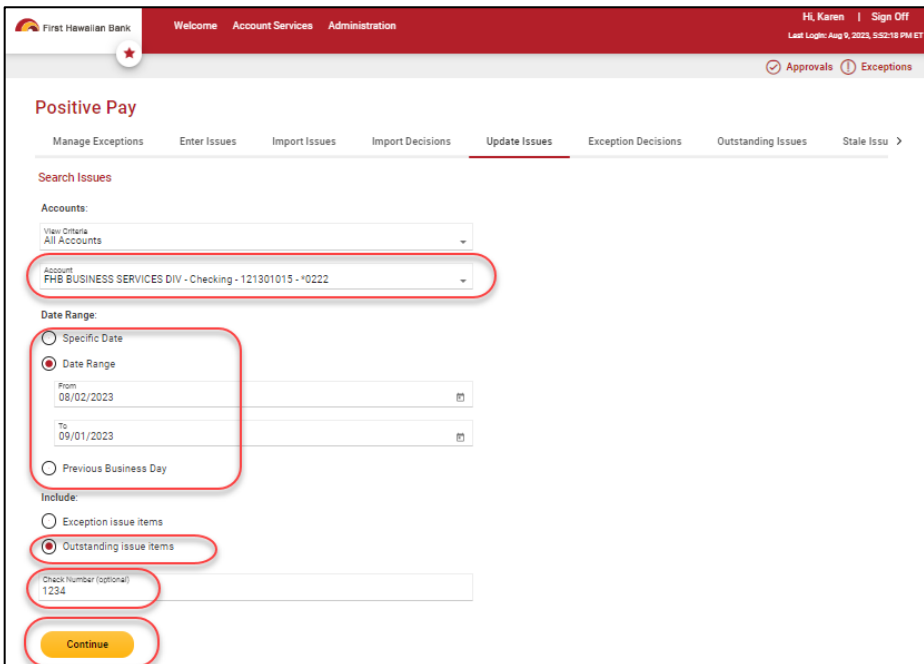 First Hawaiian Bank
Welcome Account Services Administration
Hi, Karen | Sign Off
Last Login: Aug 9, 2023, 5:52:18 PM ET
Approvals Exceptions
Positive Pay
Manage Exceptions Enter Issues Import Issues Import Decisions Update Issues Exception Decisions Outstanding Issues Stale Issu
Search Issues
Accounts:
View Criteria
All Accounts
Account
FHB BUSINESS SERVICES DIV - Checking - 121301015 - *0222
Date Range:
Specific Date
Date Range
From
08/02/2023
To
09/01/2023
Previous Business Day
Include:
Exception issue items
Outstanding issue items
Check Number (optional)
1234
Continue